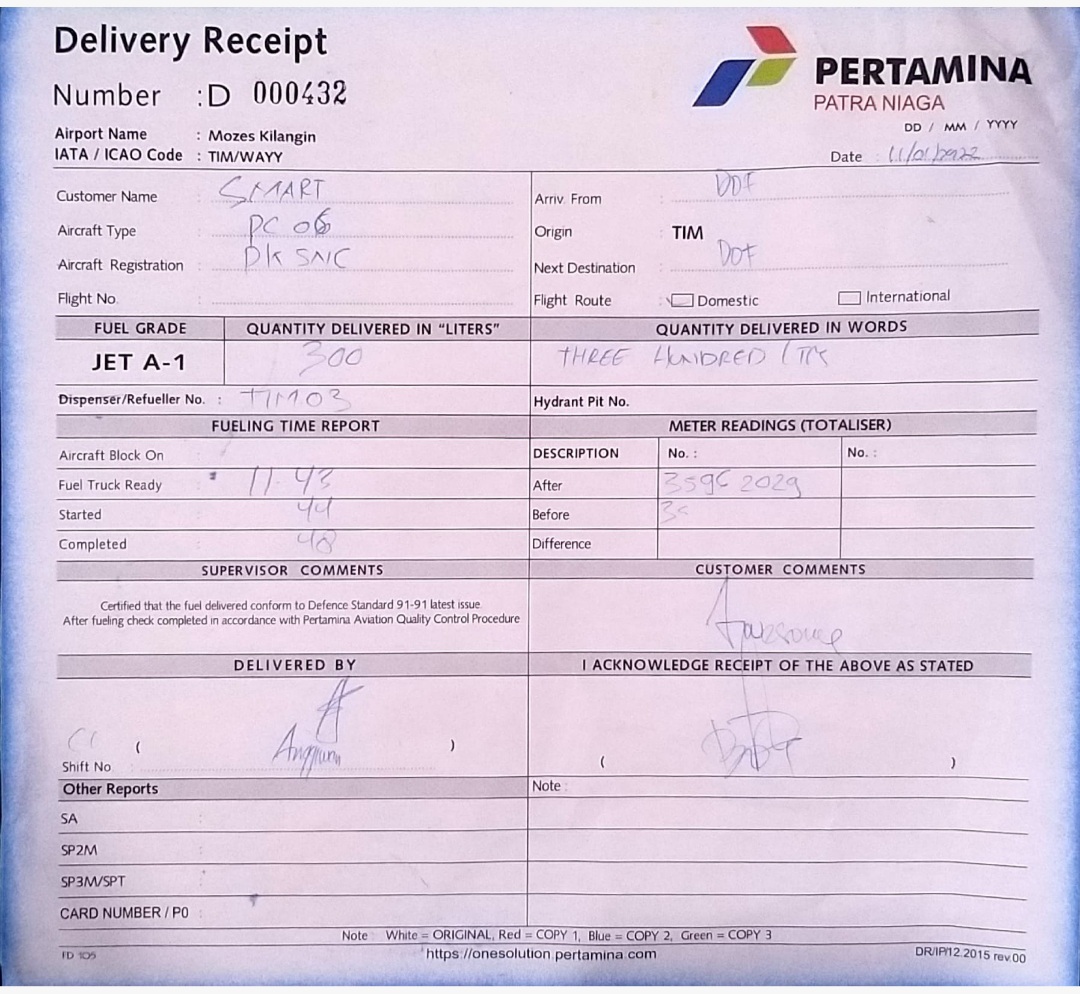 Delivery Receipt
Number : D 000432
PERTAMINA
PATRA NIAGA
Airport Name : Mozes Kilangin
IATA / ICAO Code : TIM/WAYY
DD / MM / YYYY
Date : 11/01/2022
Customer Name : SMART
Arriv. From : DOF
Aircraft Type : PC 06
Origin : TIM
Aircraft Registration : PK SNC
Next Destination : DOF
Flight No. :
Flight Route : Domestic International
FUEL GRADE QUANTITY DELIVERED IN "LITERS" QUANTITY DELIVERED IN WORDS
JET A-1 300 THREE HUNDRED LTR
Dispenser/Refueller No. : TIM 03 Hydrant Pit No.
FUELING TIME REPORT METER READINGS (TOTALISER)
Aircraft Block On : DESCRIPTION No. : No. :
Fuel Truck Ready : 11.43 After 3596 2029
Started : 44 Before
Completed : 48 Difference
SUPERVISOR COMMENTS CUSTOMER COMMENTS
Certified that the fuel delivered conform to Defence Standard 91-91 latest issue.
After fueling check completed in accordance with Pertamina Aviation Quality Control Procedure
Awesome
DELIVERED BY I ACKNOWLEDGE RECEIPT OF THE ABOVE AS STATED
( ) ( )
Shift No.
Other Reports Note :
SA :
SP2M :
SP3M/SPT :
CARD NUMBER / PO :
Note : White = ORIGINAL, Red = COPY 1, Blue = COPY 2, Green = COPY 3
FD 105 https://onesolution.pertamina.com DR/IP/12.2015 rev.00